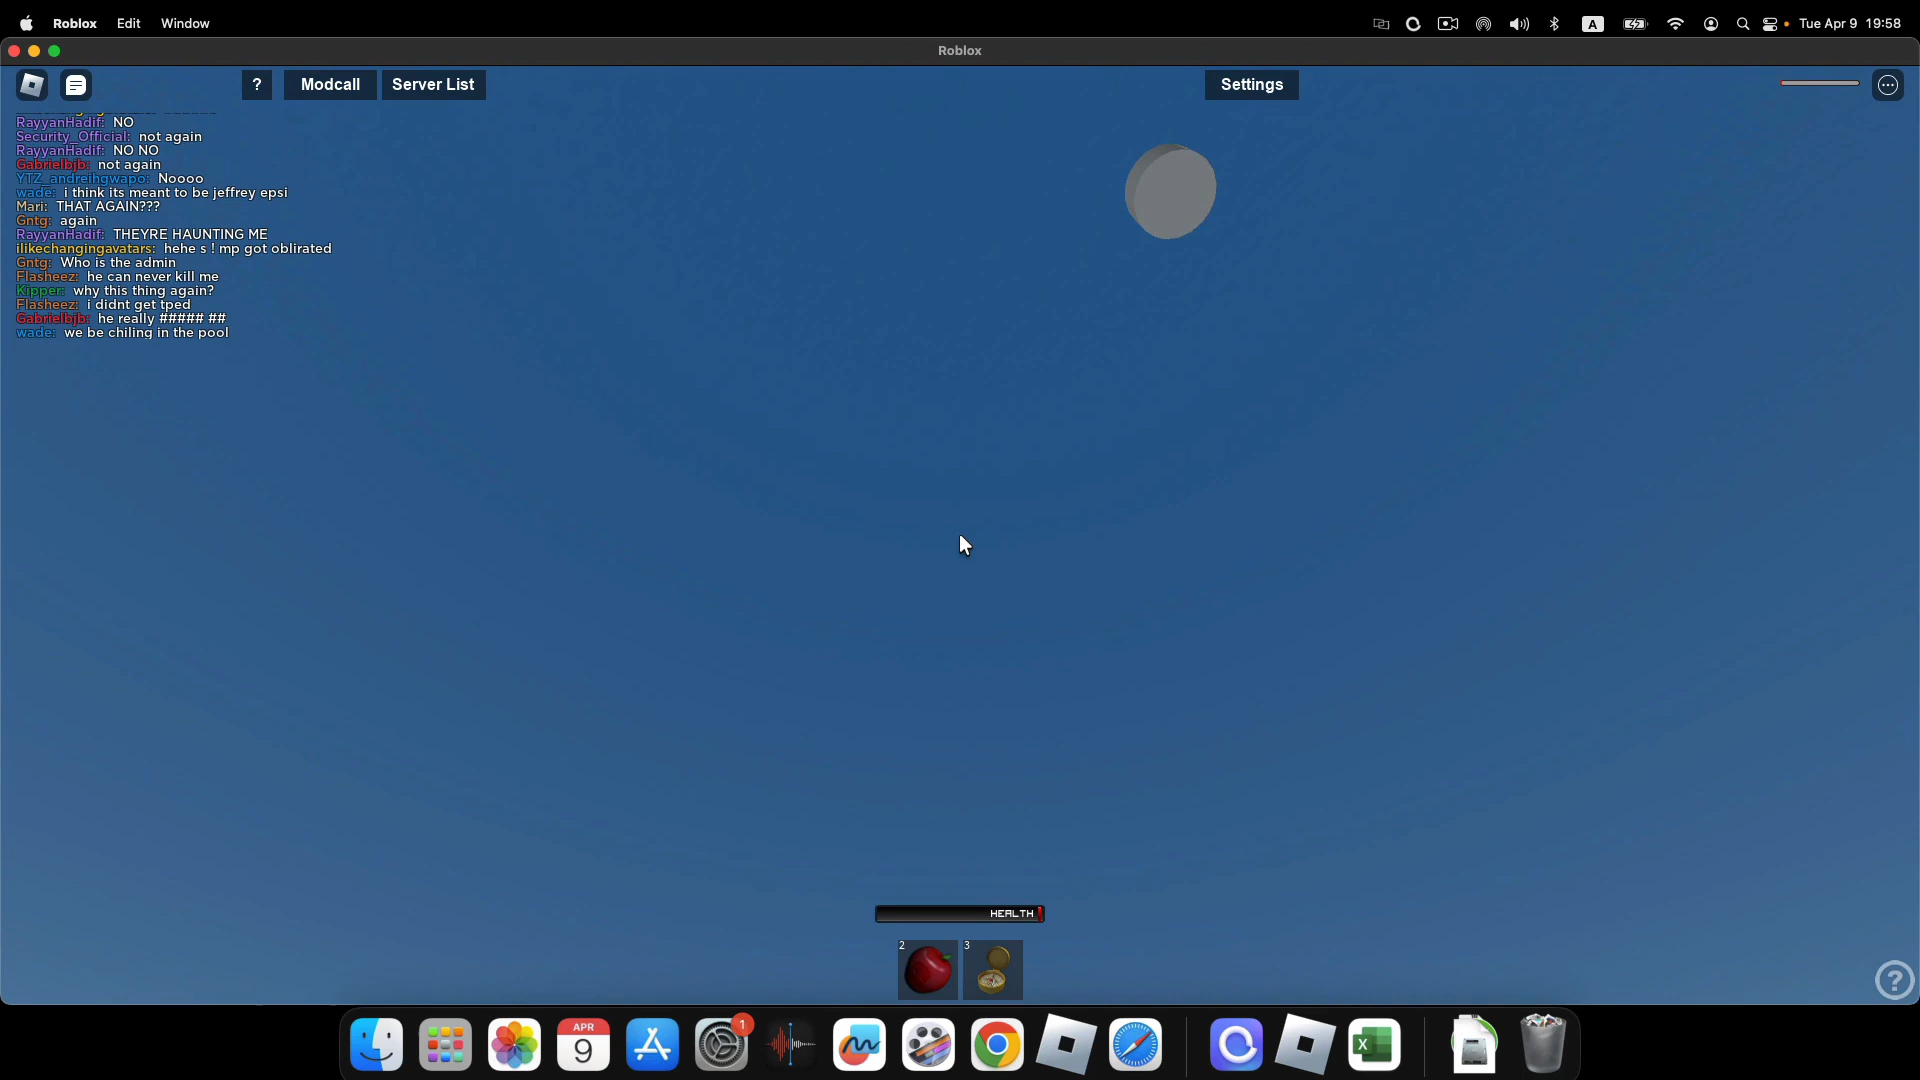 Roblox Edit Window A Tue Apr 9 19:58
Roblox
? Modcall Server List Settings
RayyanHadif: NO
Security_Official: not again
RayyanHadif: NO NO
Gabrielbjb: not again
YTZ_andreihgwapo: Noooo
wade: i think its meant to be jeffrey epsi
Mari: THAT AGAIN???
Gntg: again
RayyanHadif: THEYRE HAUNTING ME
ilikechangingavatars: hehe s ! mp got oblirated
Gntg: Who is the admin
Flasheez: he can never kill me
Kipper: why this thing again?
Flasheez: i didnt get tped
Gabrielbjb: he really ##### ##
wade: we be chiling in the pool
HEALTH
2 3
?
APR
9
1
X